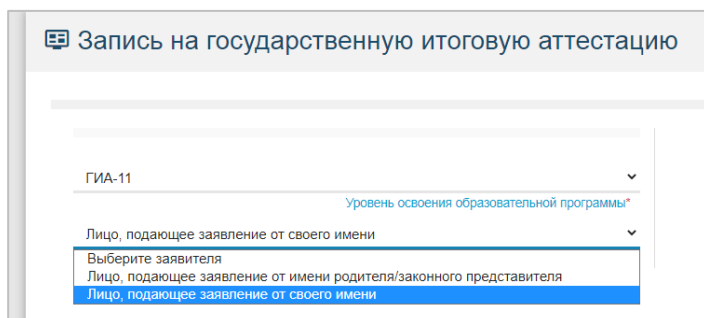 Запись на государственную итоговую аттестацию
ГИА-11
Уровень освоения образовательной программы*
Лицо, подающее заявление от своего имени
Выберите заявителя
Лицо, подающее заявление от имени родителя/законного представителя
Лицо, подающее заявление от своего имени